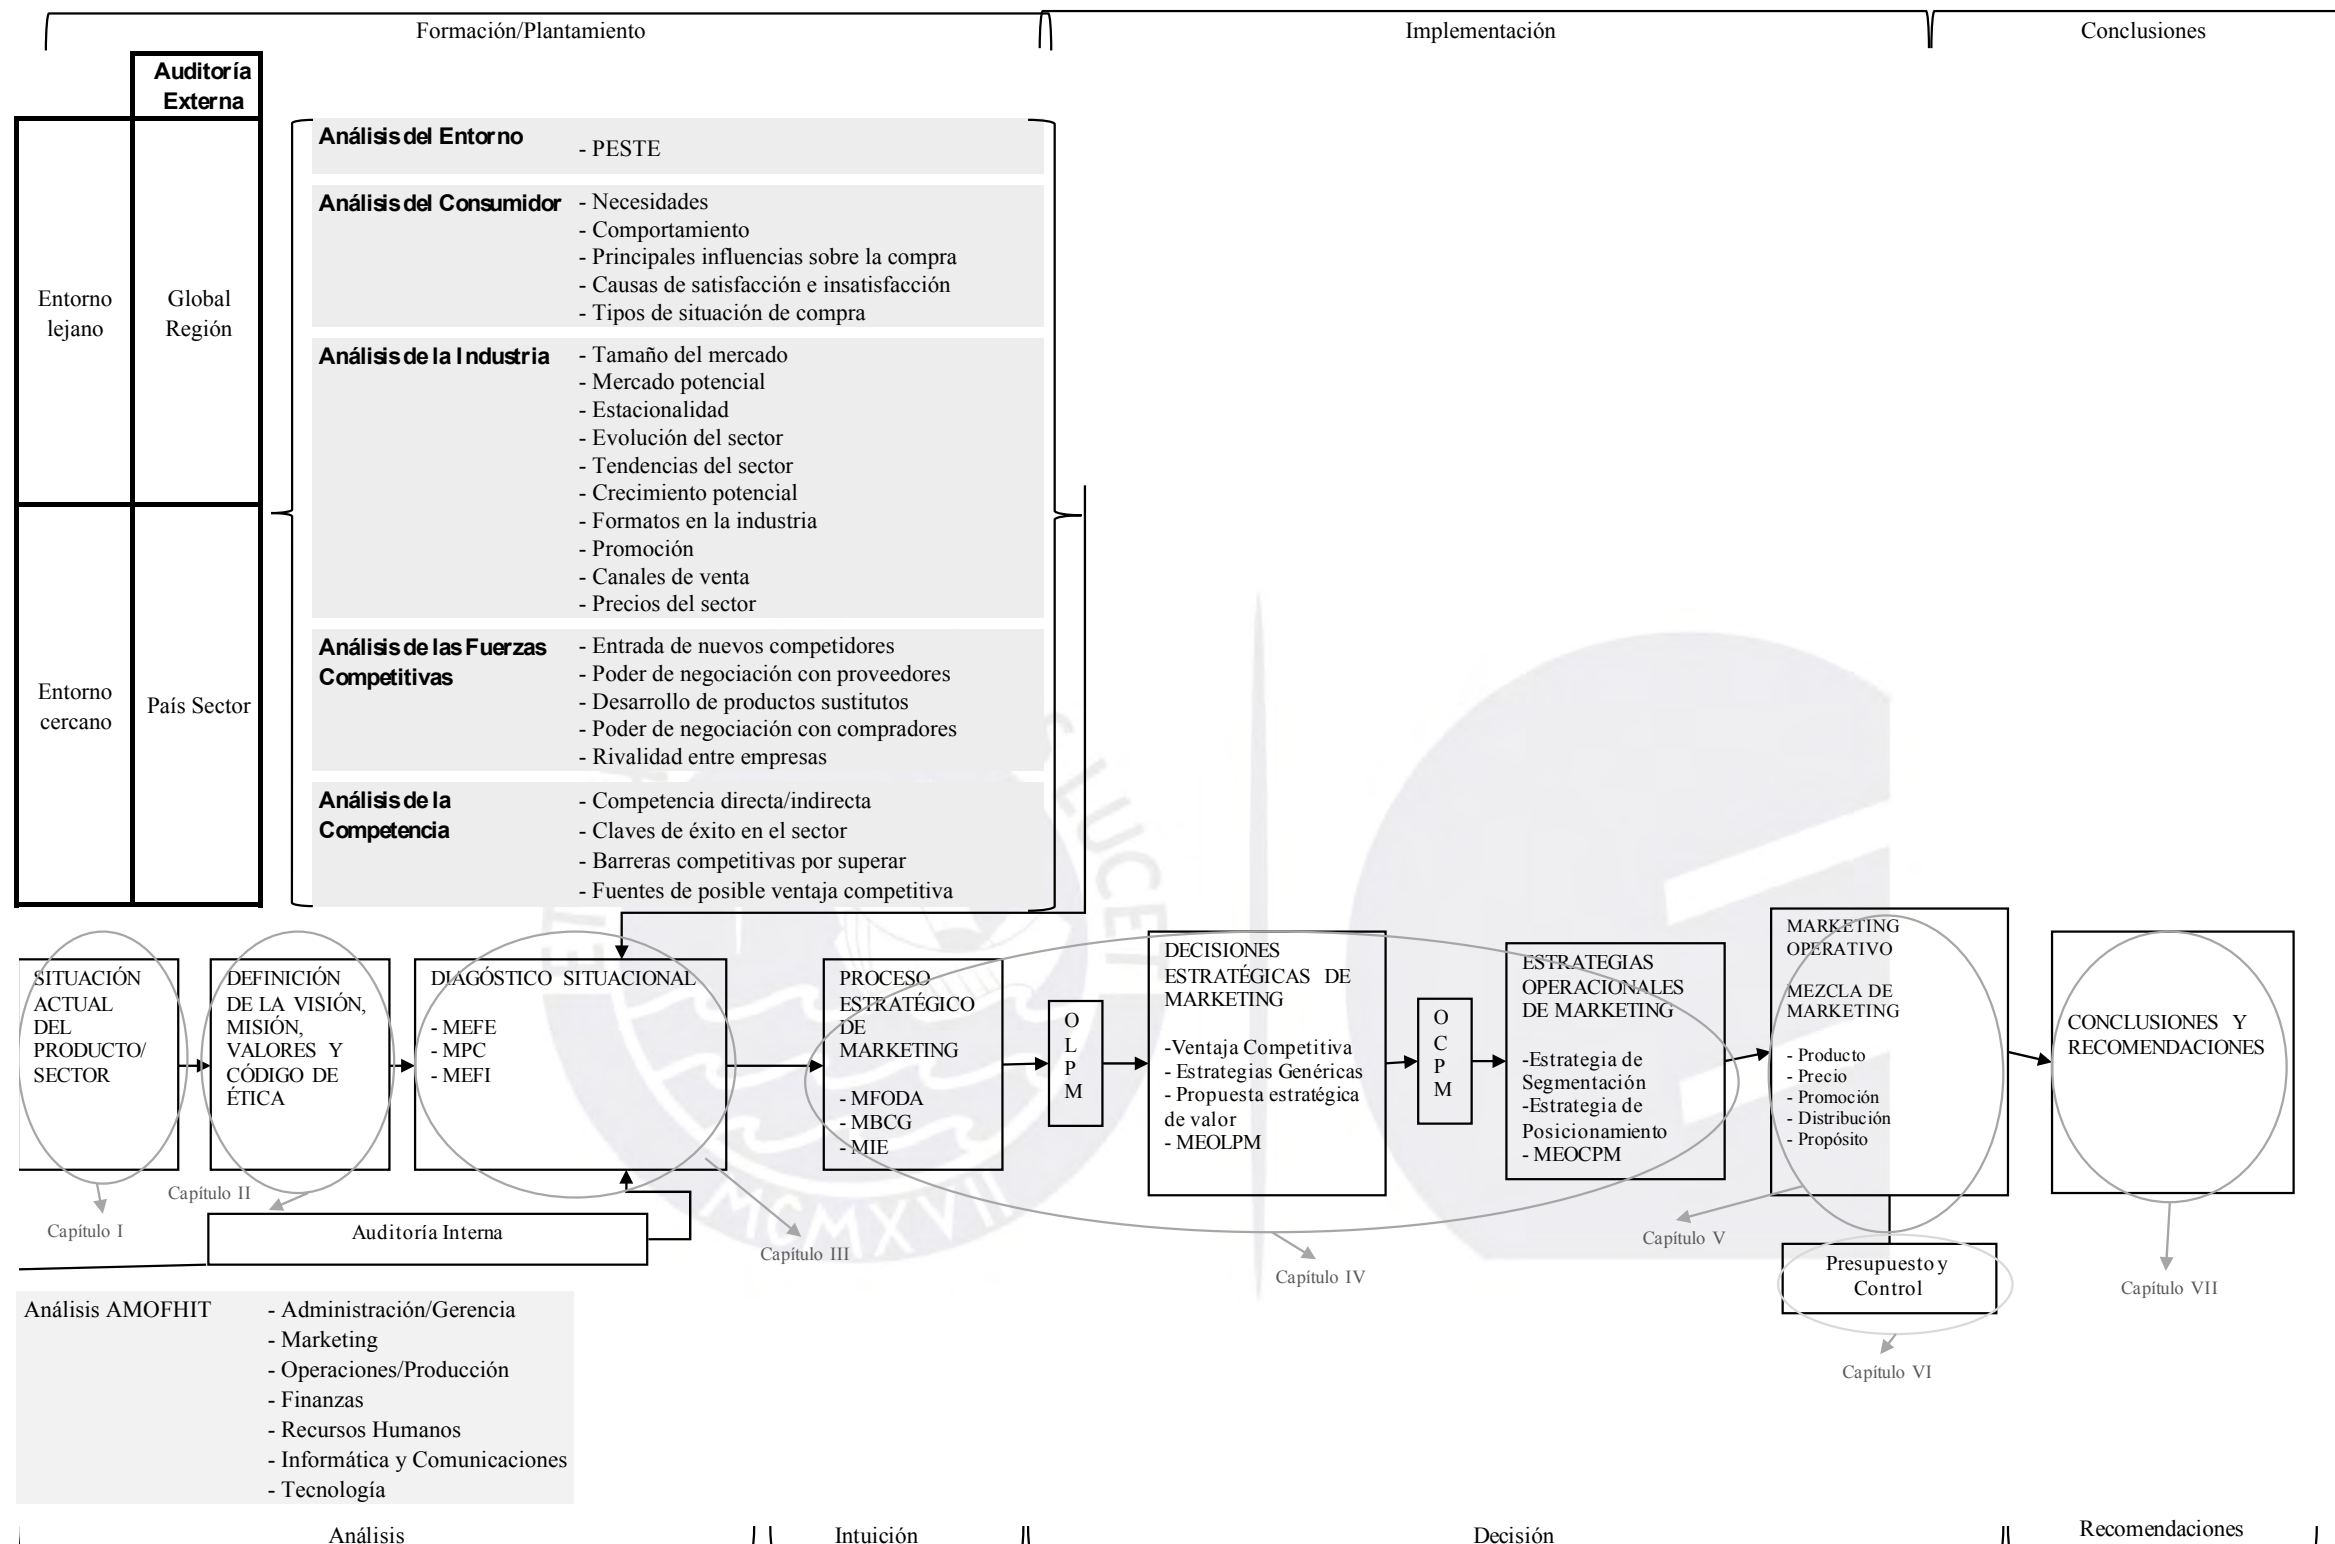 Formación/Plantamiento
Implementación
Conclusiones
Auditoría
Externa
Entorno
lejano
Global
Región
Entorno
cercano
País Sector
Análisis del Entorno
- PESTE
Análisis del Consumidor
- Necesidades
- Comportamiento
- Principales influencias sobre la compra
- Causas de satisfacción e insatisfacción
- Tipos de situación de compra
Análisis de la Industria
- Tamaño del mercado
- Mercado potencial
- Estacionalidad
- Evolución del sector
- Tendencias del sector
- Crecimiento potencial
- Formatos en la industria
- Promoción
- Canales de venta
- Precios del sector
Análisis de las Fuerzas
Competitivas
- Entrada de nuevos competidores
- Poder de negociación con proveedores
- Desarrollo de productos sustitutos
- Poder de negociación con compradores
- Rivalidad entre empresas
Análisis de la
Competencia
- Competencia directa/indirecta
- Claves de éxito en el sector
- Barreras competitivas por superar
- Fuentes de posible ventaja competitiva
SITUACIÓN
ACTUAL
DEL
PRODUCTO/
SECTOR
DEFINICIÓN
DE LA VISIÓN,
MISIÓN,
VALORES Y
CÓDIGO DE
ÉTICA
DIAGÓSTICO SITUACIONAL
- MEFE
- MPC
- MEFI
PROCESO
ESTRATÉGICO
DE
MARKETING
- MFODA
- MBCG
- MIE
O
L
P
M
DECISIONES
ESTRATÉGICAS DE
MARKETING
-Ventaja Competitiva
- Estrategias Genéricas
- Propuesta estratégica
de valor
- MEOLPM
O
C
P
M
ESTRATEGIAS
OPERACIONALES
DE MARKETING
-Estrategia de
Segmentación
-Estrategia de
Posicionamiento
- MEOCPM
MARKETING
OPERATIVO
MEZCLA DE
MARKETING
- Producto
- Precio
- Promoción
- Distribución
- Propósito
CONCLUSIONES Y
RECOMENDACIONES
Capítulo I
Capítulo II
Auditoría Interna
Capítulo III
Capítulo IV
Capítulo V
Presupuesto y
Control
Capítulo VI
Capítulo VII
Análisis AMOFHIT
- Administración/Gerencia
- Marketing
- Operaciones/Producción
- Finanzas
- Recursos Humanos
- Informática y Comunicaciones
- Tecnología
Análisis
Intuición
Decisión
Recomendaciones
MCMXVII